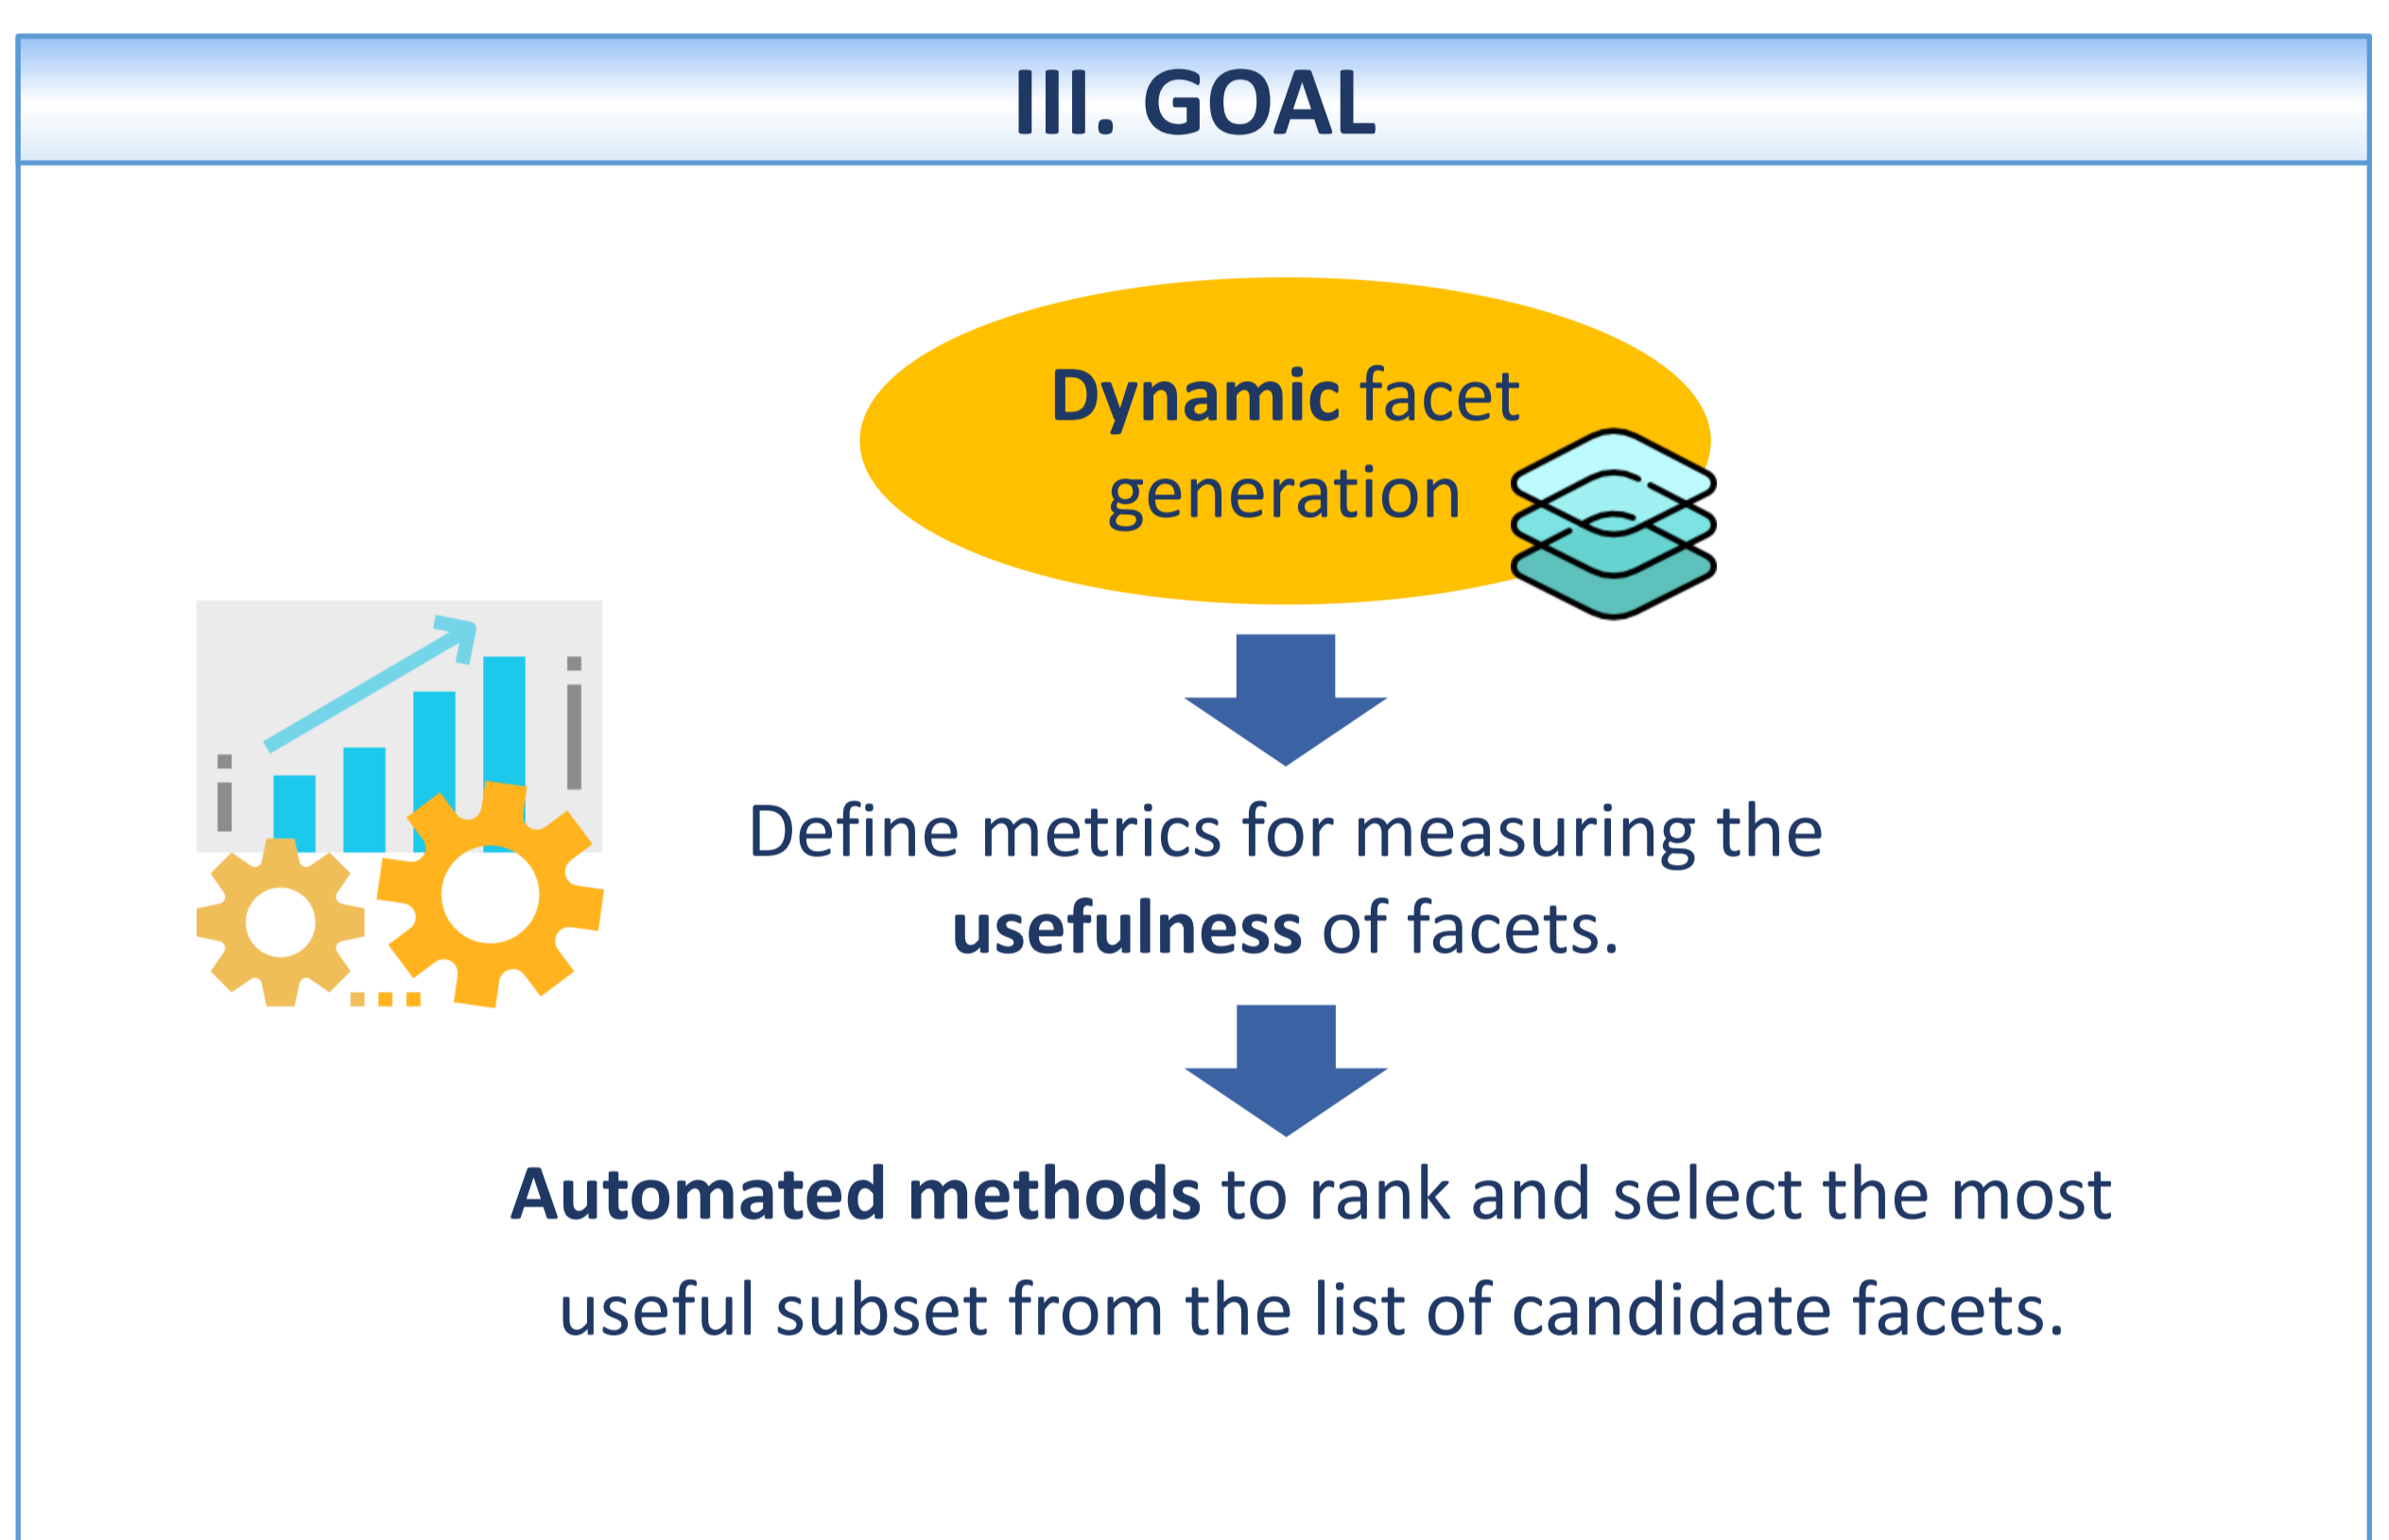 III. GOAL
Dynamic facet
generation
Define metrics for measuring the
usefulness of facets.
Automated methods to rank and select the most
useful subset from the list of candidate facets.